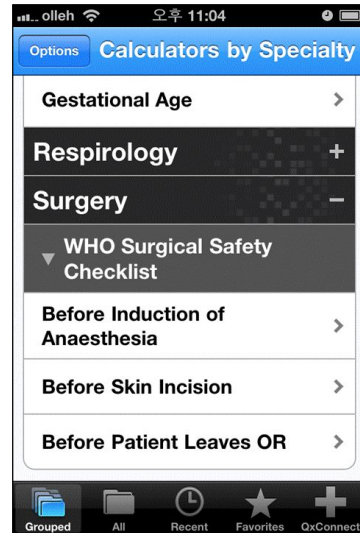 olleh 오후 11:04
Options Calculators by Specialty
Gestational Age
Respirology +
Surgery −
WHO Surgical Safety
Checklist
Before Induction of
Anaesthesia
Before Skin Incision
Before Patient Leaves OR
Grouped All Recent Favorites QxConnect